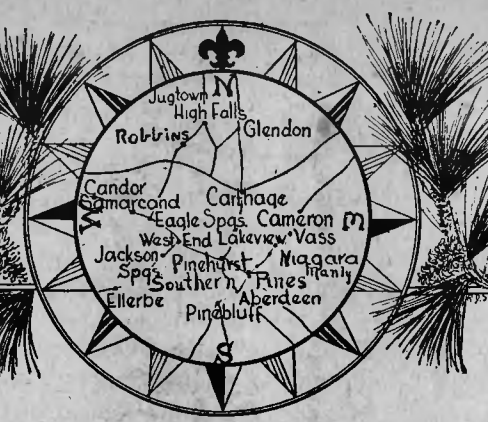 N
Jugtown
High Falls
Robbins Glendon
Candor
Samarcand Carthage
W Eagle Spgs. Cameron E
West End Lakeview Vass
Jackson Spgs. Pinehurst Niagara
Manly
Southern Pines
Ellerbe Aberdeen
Pinebluff
S